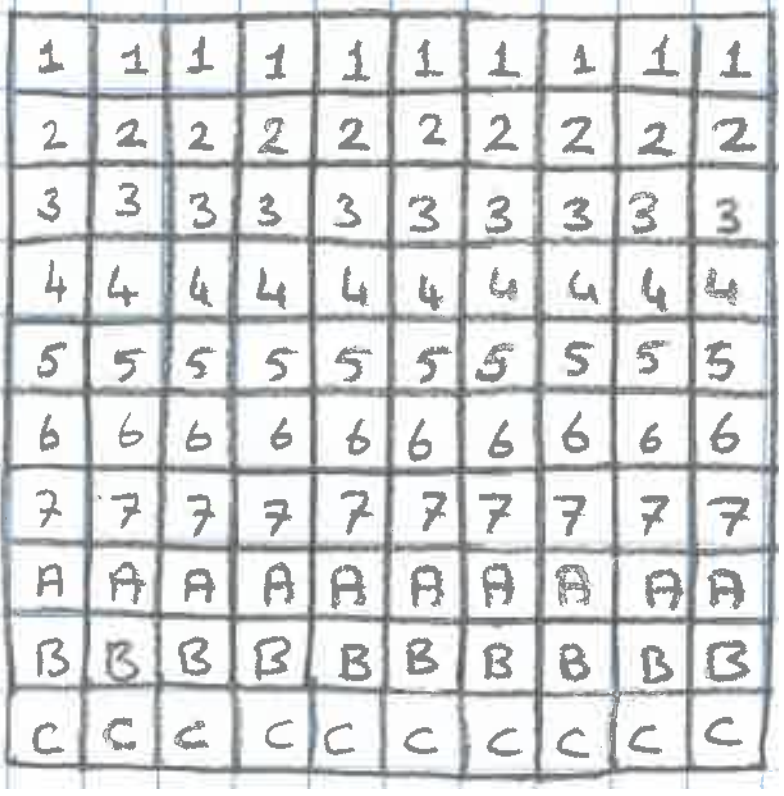 1 1 1 1 1 1 1 1 1 1
2 2 2 2 2 2 2 2 2 2
3 3 3 3 3 3 3 3 3 3
4 4 4 4 4 4 4 4 4 4
5 5 5 5 5 5 5 5 5 5
6 6 6 6 6 6 6 6 6 6
7 7 7 7 7 7 7 7 7 7
A A A A A A A A A A
B B B B B B B B B B
C C C C C C C C C C